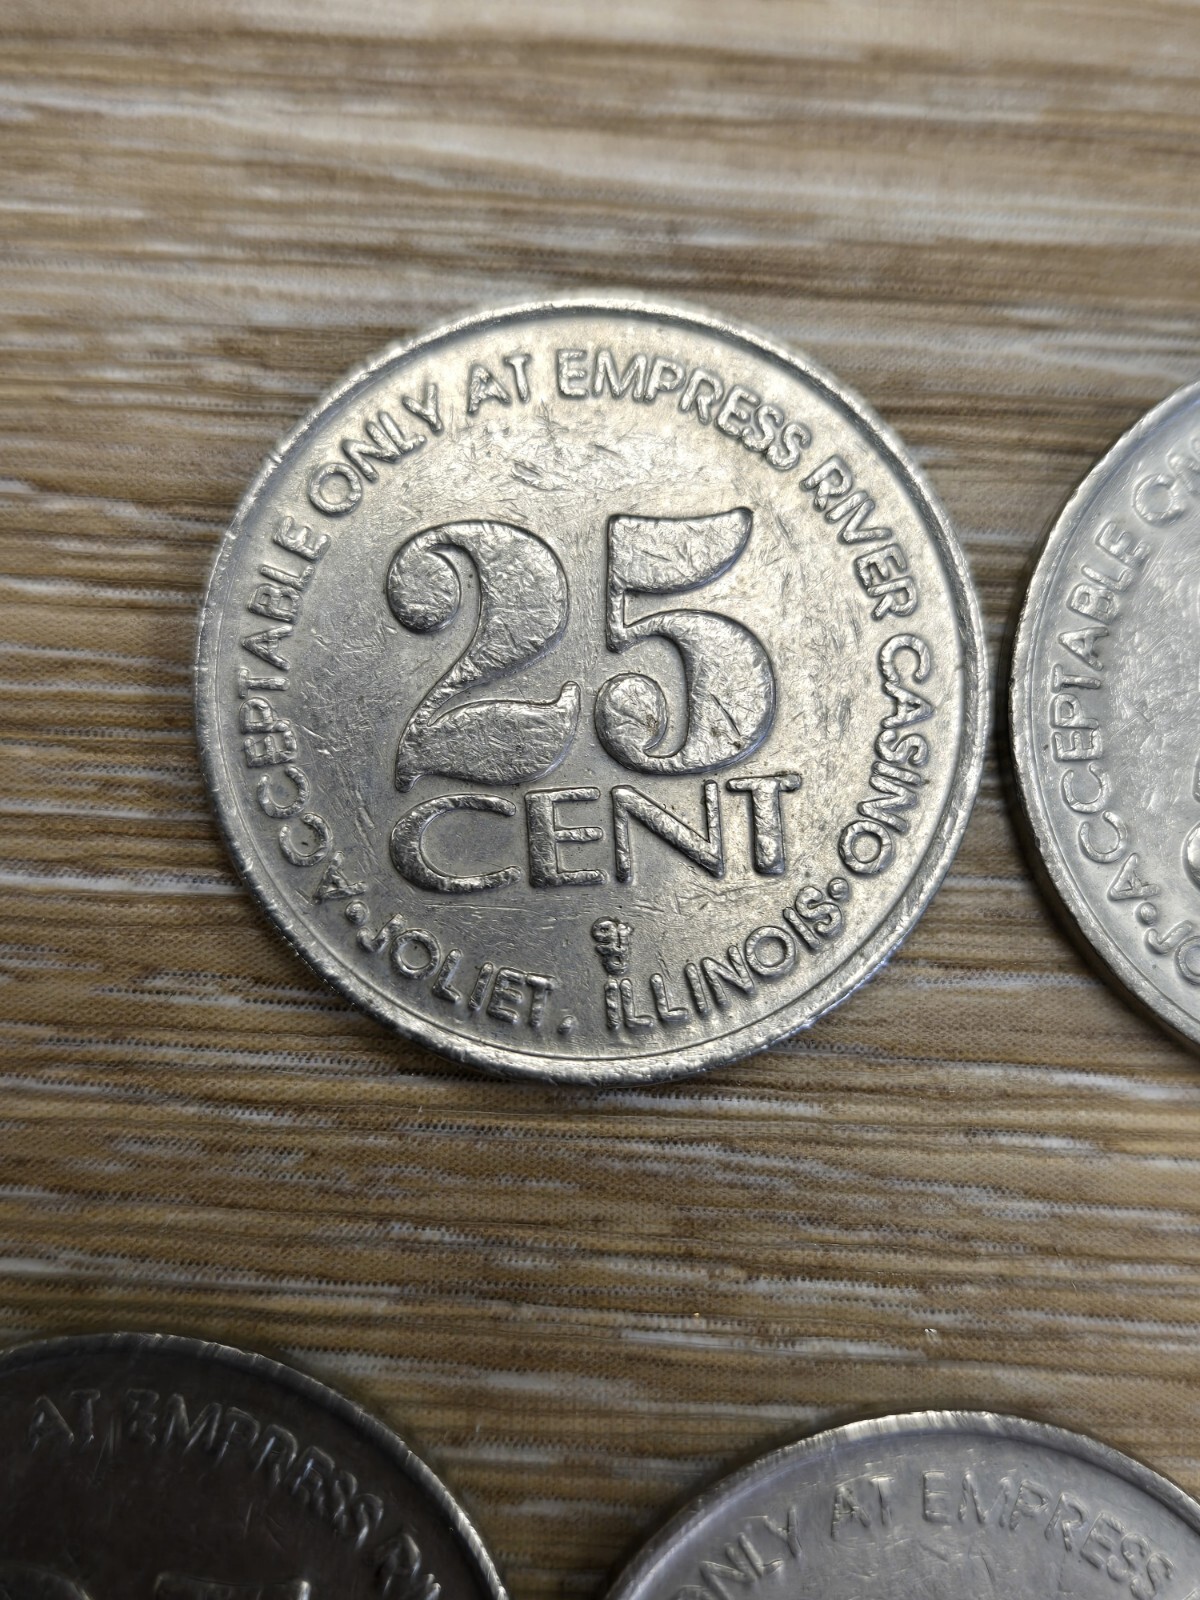 ACCEPTABLE ONLY AT EMPRESS RIVER CASINO
25
CENT
• JOLIET, ILLINOIS •
ACCEPTABLE
AT EMPRESS
ONLY AT EMPRESS